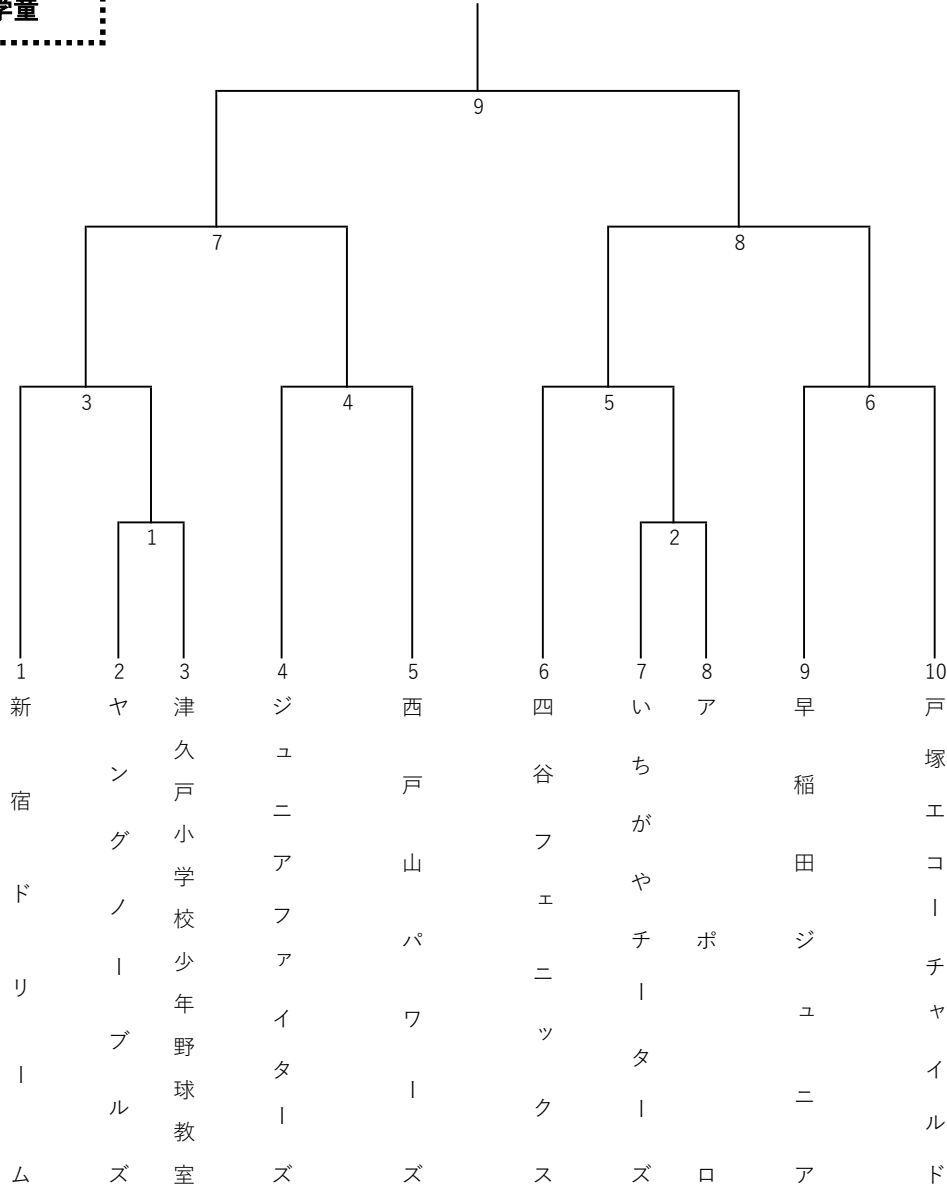 学童
9
7
8
3
4
5
6
1
2
1
2
3
4
5
6
7
8
9
10
新宿ドリーム
ヤングノーブルズ
津久戸小学校少年野球教室
ジュニアファイターズ
西戸山パワーズ
四谷フェニックス
いちがやチーターズ
アポロ
早稲田ジュニア
戸塚エコーチャイルド